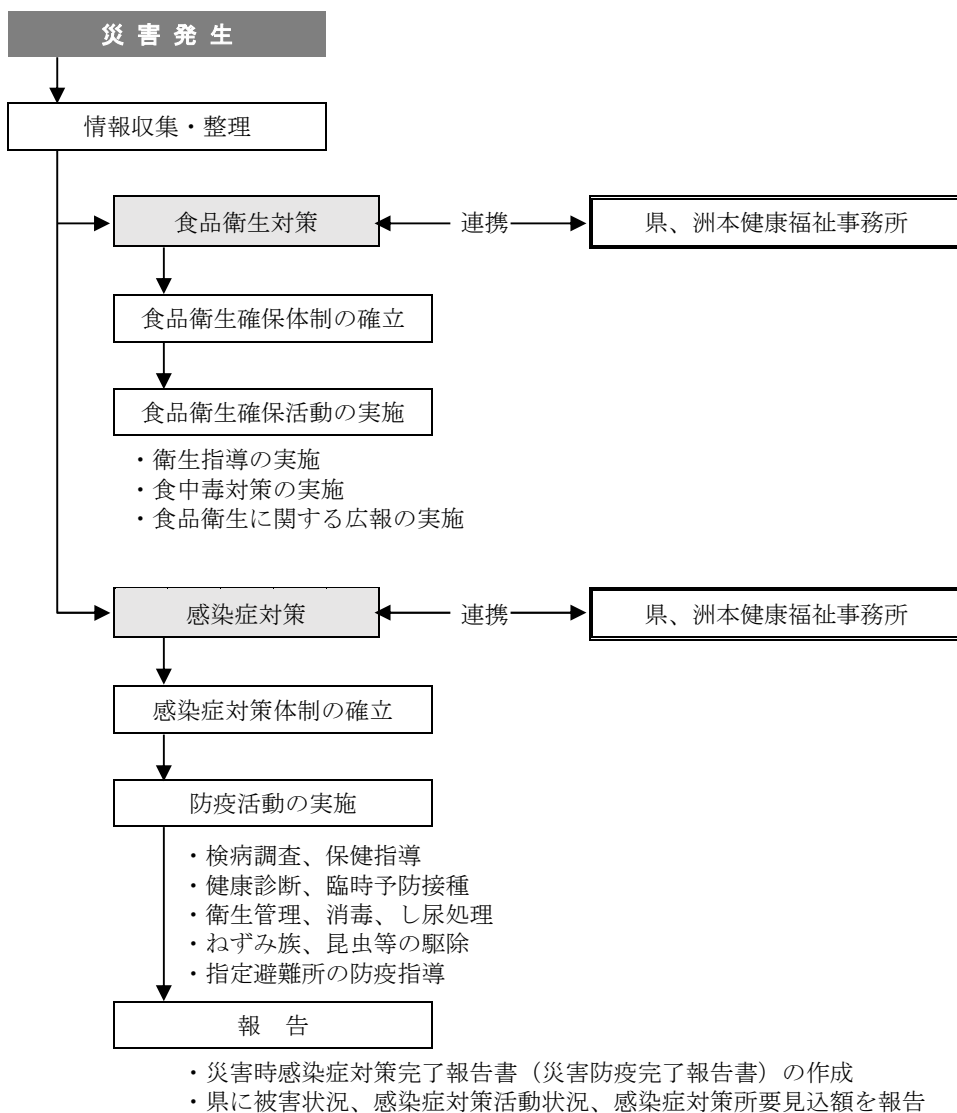 災 害 発 生
情報収集・整理
食品衛生対策
連携
県、洲本健康福祉事務所
食品衛生確保体制の確立
食品衛生確保活動の実施
・衛生指導の実施
・食中毒対策の実施
・食品衛生に関する広報の実施
感染症対策
連携
県、洲本健康福祉事務所
感染症対策体制の確立
防疫活動の実施
・検病調査、保健指導
・健康診断、臨時予防接種
・衛生管理、消毒、し尿処理
・ねずみ族、昆虫等の駆除
・指定避難所の防疫指導
報　告
・災害時感染症対策完了報告書（災害防疫完了報告書）の作成
・県に被害状況、感染症対策活動状況、感染症対策所要見込額を報告